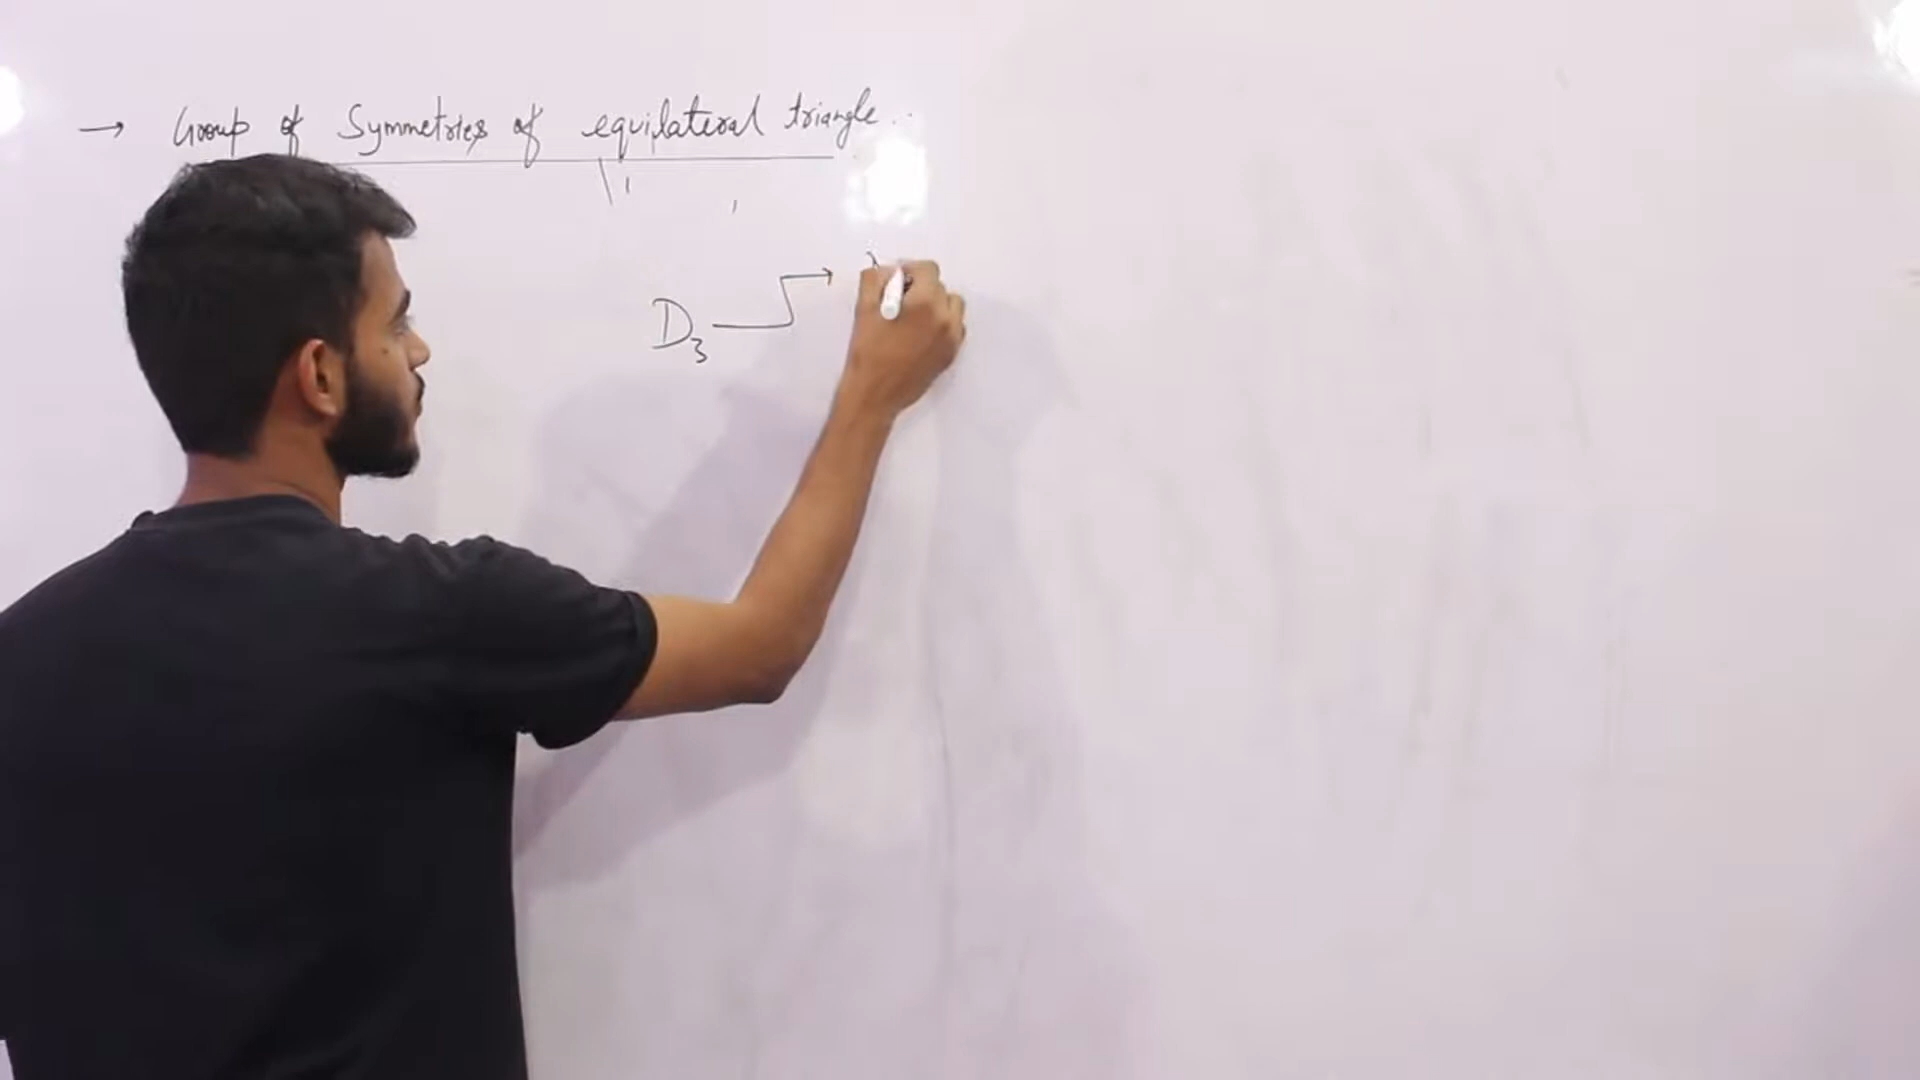 → Group of Symmetries of equilateral triangle..
D₃ →